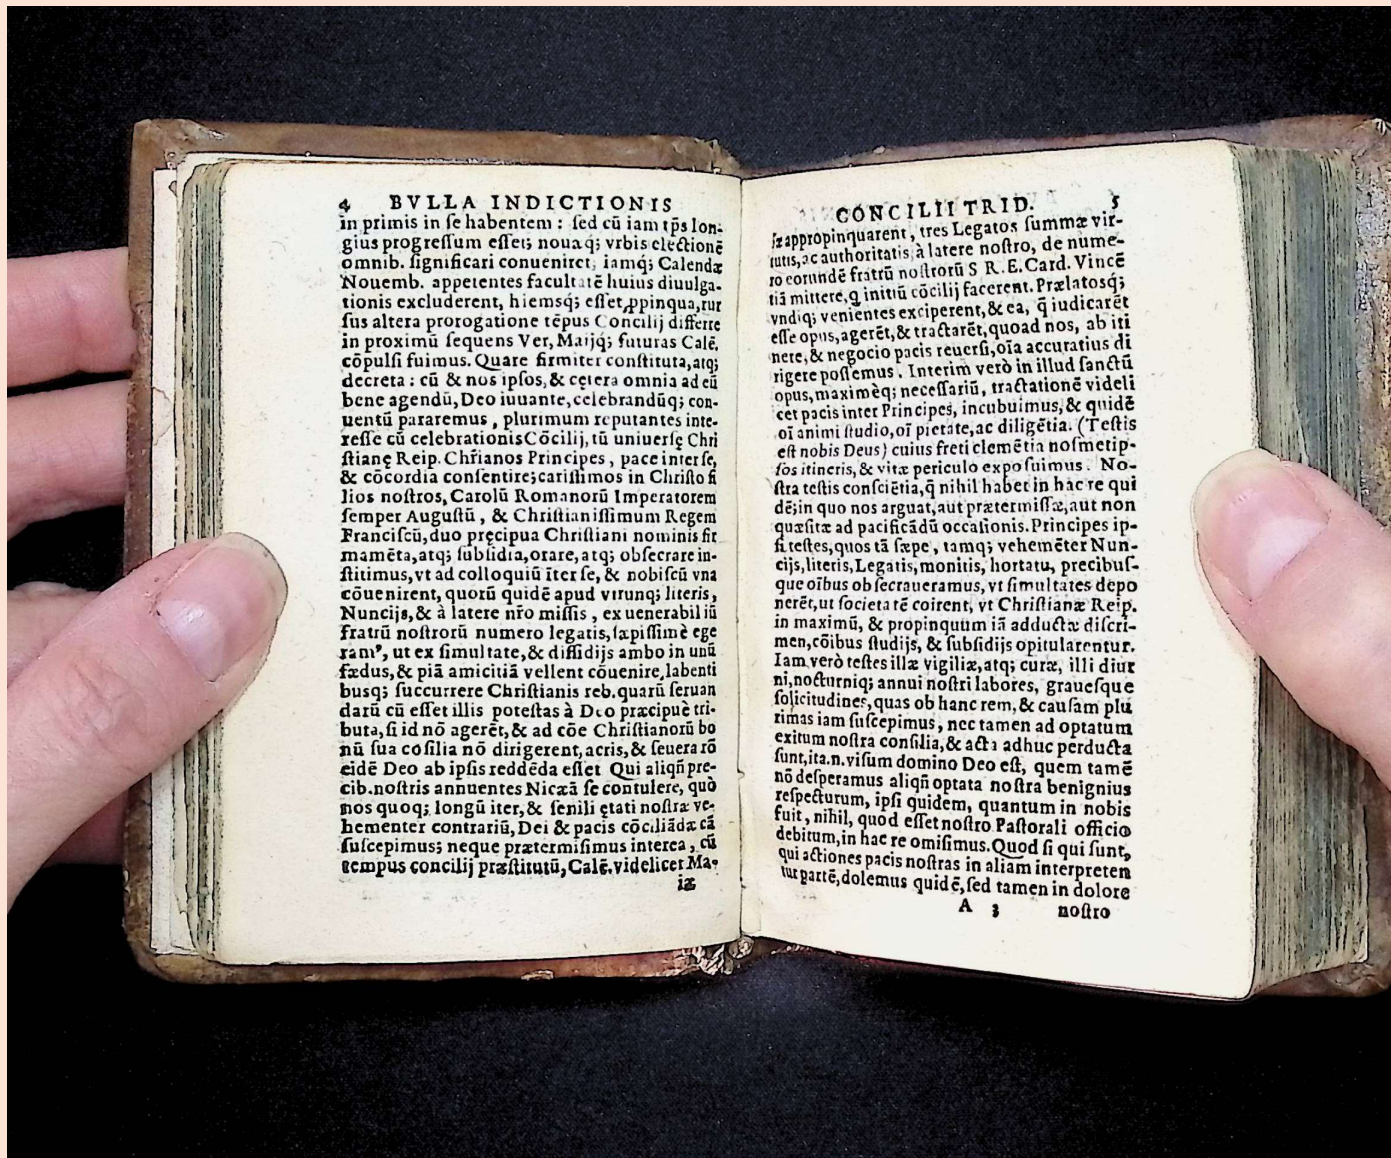 4 BVLLA INDICTIONIS
in primis in ſe habentem : ſed cū iam tp̄s lon-
gius progreſſum eſſet; nouaq; vrbis electionē
omnib. ſignificari conueniret; iamq; Calendæ
Nouemb. appetentes facultatē huius diuulga-
tionis excluderent, hiemsq; eſſet ꝓpinqua, rur
ſus altera prorogatione tēpus Concilij differre
in proximū ſequens Ver, Maijq; futuras Calē.
cōpulſi fuimus. Quare firmiter conſtituta, atq;
decreta : cū & nos ipſos, & cętera omnia ad eū
bene agendū, Deo iuuante, celebrandūq; con-
uentū pararemus , plurimum reputantes inte-
reſſe cū celebrationis Cōcilij, tū uniuerſę Chri
ſtianę Reip. Chr̄ianos Principes , pace inter ſe,
& cōcordia conſentire; cariſſimos in Chriſto fi
lios noſtros, Carolū Romanorū Imperatorem
ſemper Auguſtū , & Chriſtianiſſimum Regem
Franciſcū, duo pręcipua Chriſtiani nominis fir
mamēta, atq; ſubſidia, orare, atq; obſecrare in-
ſtitimus, vt ad colloquiū īter ſe, & nobiſcū vna
cōuenirent, quorū quidē apud vtrunq; literis,
Nuncijs, & à latere nr̄o miſſis , ex uenerabiliū
fratrū noſtrorū numero legatis, ſæpiſſimè ege
ramꝰ, ut ex ſimultate, & diſſidijs ambo in unū
fœdus, & piā amicitiā vellent cōuenire, labenti
busq; ſuccurrere Chriſtianis reb. quarū ſeruan
darū cū eſſet illis poteſtas à Deo præcipuè tri-
buta, ſi id nō agerēt, & ad cōe Chriſtianorū bo
nū ſua coſilia nō dirigerent, acris, & ſeuera rō
eidē Deo ab ipſis reddēda eſſet Qui aliqn̄ pre-
cib. noſtris annuentes Nicæā ſe contulere, quò
nos quoq; longū iter, & ſenili ętati noſtræ ve-
hementer contrariū, Dei & pacis cōciliādæ cā
ſuſcepimus; neque prætermiſimus interea , cū
tempus concilij præſtitutū, Calē. videlicet Ma-
iæ
CONCILII TRID. 5
iæ appropinquarent , tres Legatos ſummæ vir-
tutis, ac authoritatis, à latere noſtro, de nume-
ro eorundē fratrū noſtrorū S R. E. Card. Vincē
tiā mittere, q̄ initiū cōcilij facerent. Prælatosq;
vndiq; venientes exciperent, & ea, q̄ iudicarēt
eſſe opus, agerēt, & tractarēt, quoad nos, ab iti
nere, & negocio pacis reuerſi, oīa accuratius di
rigere poſſemus . Interim verò in illud ſanctū
opus, maximèq; neceſſariū, tractationē videli
cet pacis inter Principes, incubuimus, & quidē
oī animi ſtudio, oī pietate, ac diligētia. (Teſtis
eſt nobis Deus) cuius freti clemētia noſmetip-
ſos itineris, & vitæ periculo expoſuimus . No-
ſtra teſtis conſciētia, q̄ nihil habet in hac re qui
dē; in quo nos arguat, aut prætermiſſæ, aut non
quæſitæ ad pacificādū occaſionis. Principes ip-
ſi teſtes, quos tā ſæpe , tamq; vehemēter Nun-
cijs, literis, Legatis, monitis, hortatu, precibuſ-
que oībus obſecraueramus, vt ſimultates depo
nerēt, ut ſocietatē coirent, vt Chriſtianæ Reip.
in maximū, & propinquum iā adductæ diſcri-
men, cōibus ſtudijs, & ſubſidijs opitularentur.
Iam verò teſtes illæ vigiliæ, atq; curæ, illi diur
ni, nocturniq; annui noſtri labores, graueſque
ſolicitudines, quas ob hanc rem, & cauſam plu
rimas iam ſuſcepimus, nec tamen ad optatum
exitum noſtra conſilia, & acta adhuc perducta
ſunt, ita. n. viſum domino Deo eſt, quem tamē
nō deſperamus aliqn̄ optata noſtra benignius
reſpecturum, ipſi quidem, quantum in nobis
fuit, nihil, quod eſſet noſtro Paſtorali officio
debitum, in hac re omiſimus. Quod ſi qui ſunt,
qui actiones pacis noſtras in aliam interpreten
tur partē, dolemus quidē, ſed tamen in dolore
A 3 noſtro